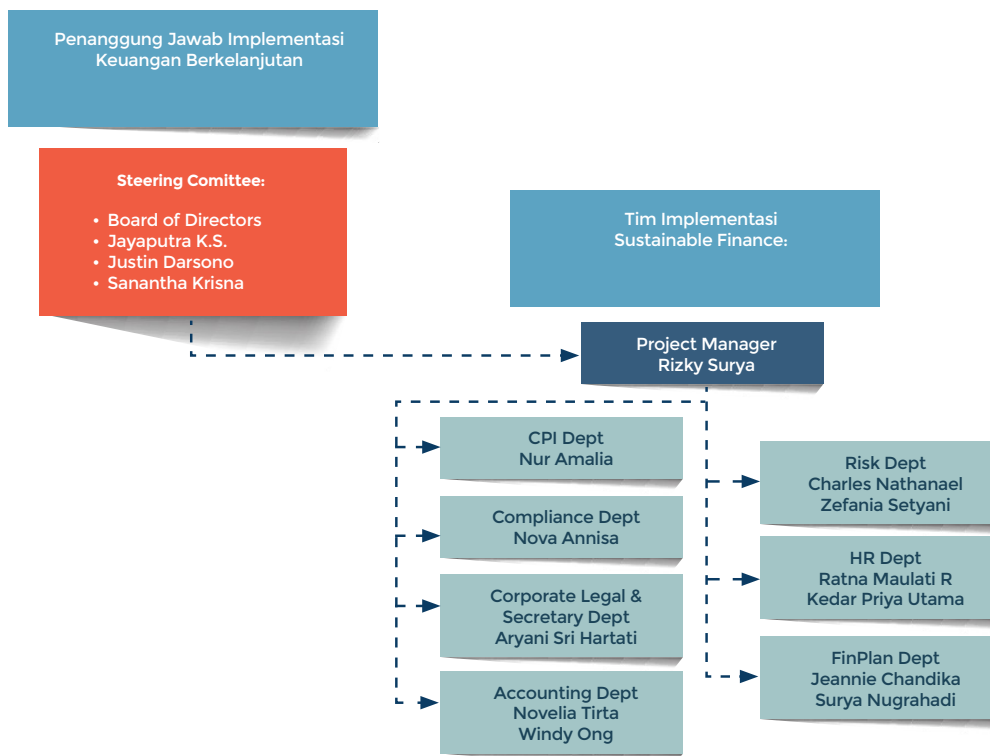 Penanggung Jawab Implementasi
Keuangan Berkelanjutan
Steering Comittee:
• Board of Directors
• Jayaputra K.S.
• Justin Darsono
• Sanantha Krisna
Tim Implementasi
Sustainable Finance:
Project Manager
Rizky Surya
CPI Dept
Nur Amalia
Compliance Dept
Nova Annisa
Corporate Legal &
Secretary Dept
Aryani Sri Hartati
Accounting Dept
Novelia Tirta
Windy Ong
Risk Dept
Charles Nathanael
Zefania Setyani
HR Dept
Ratna Maulati R
Kedar Priya Utama
FinPlan Dept
Jeannie Chandika
Surya Nugrahadi